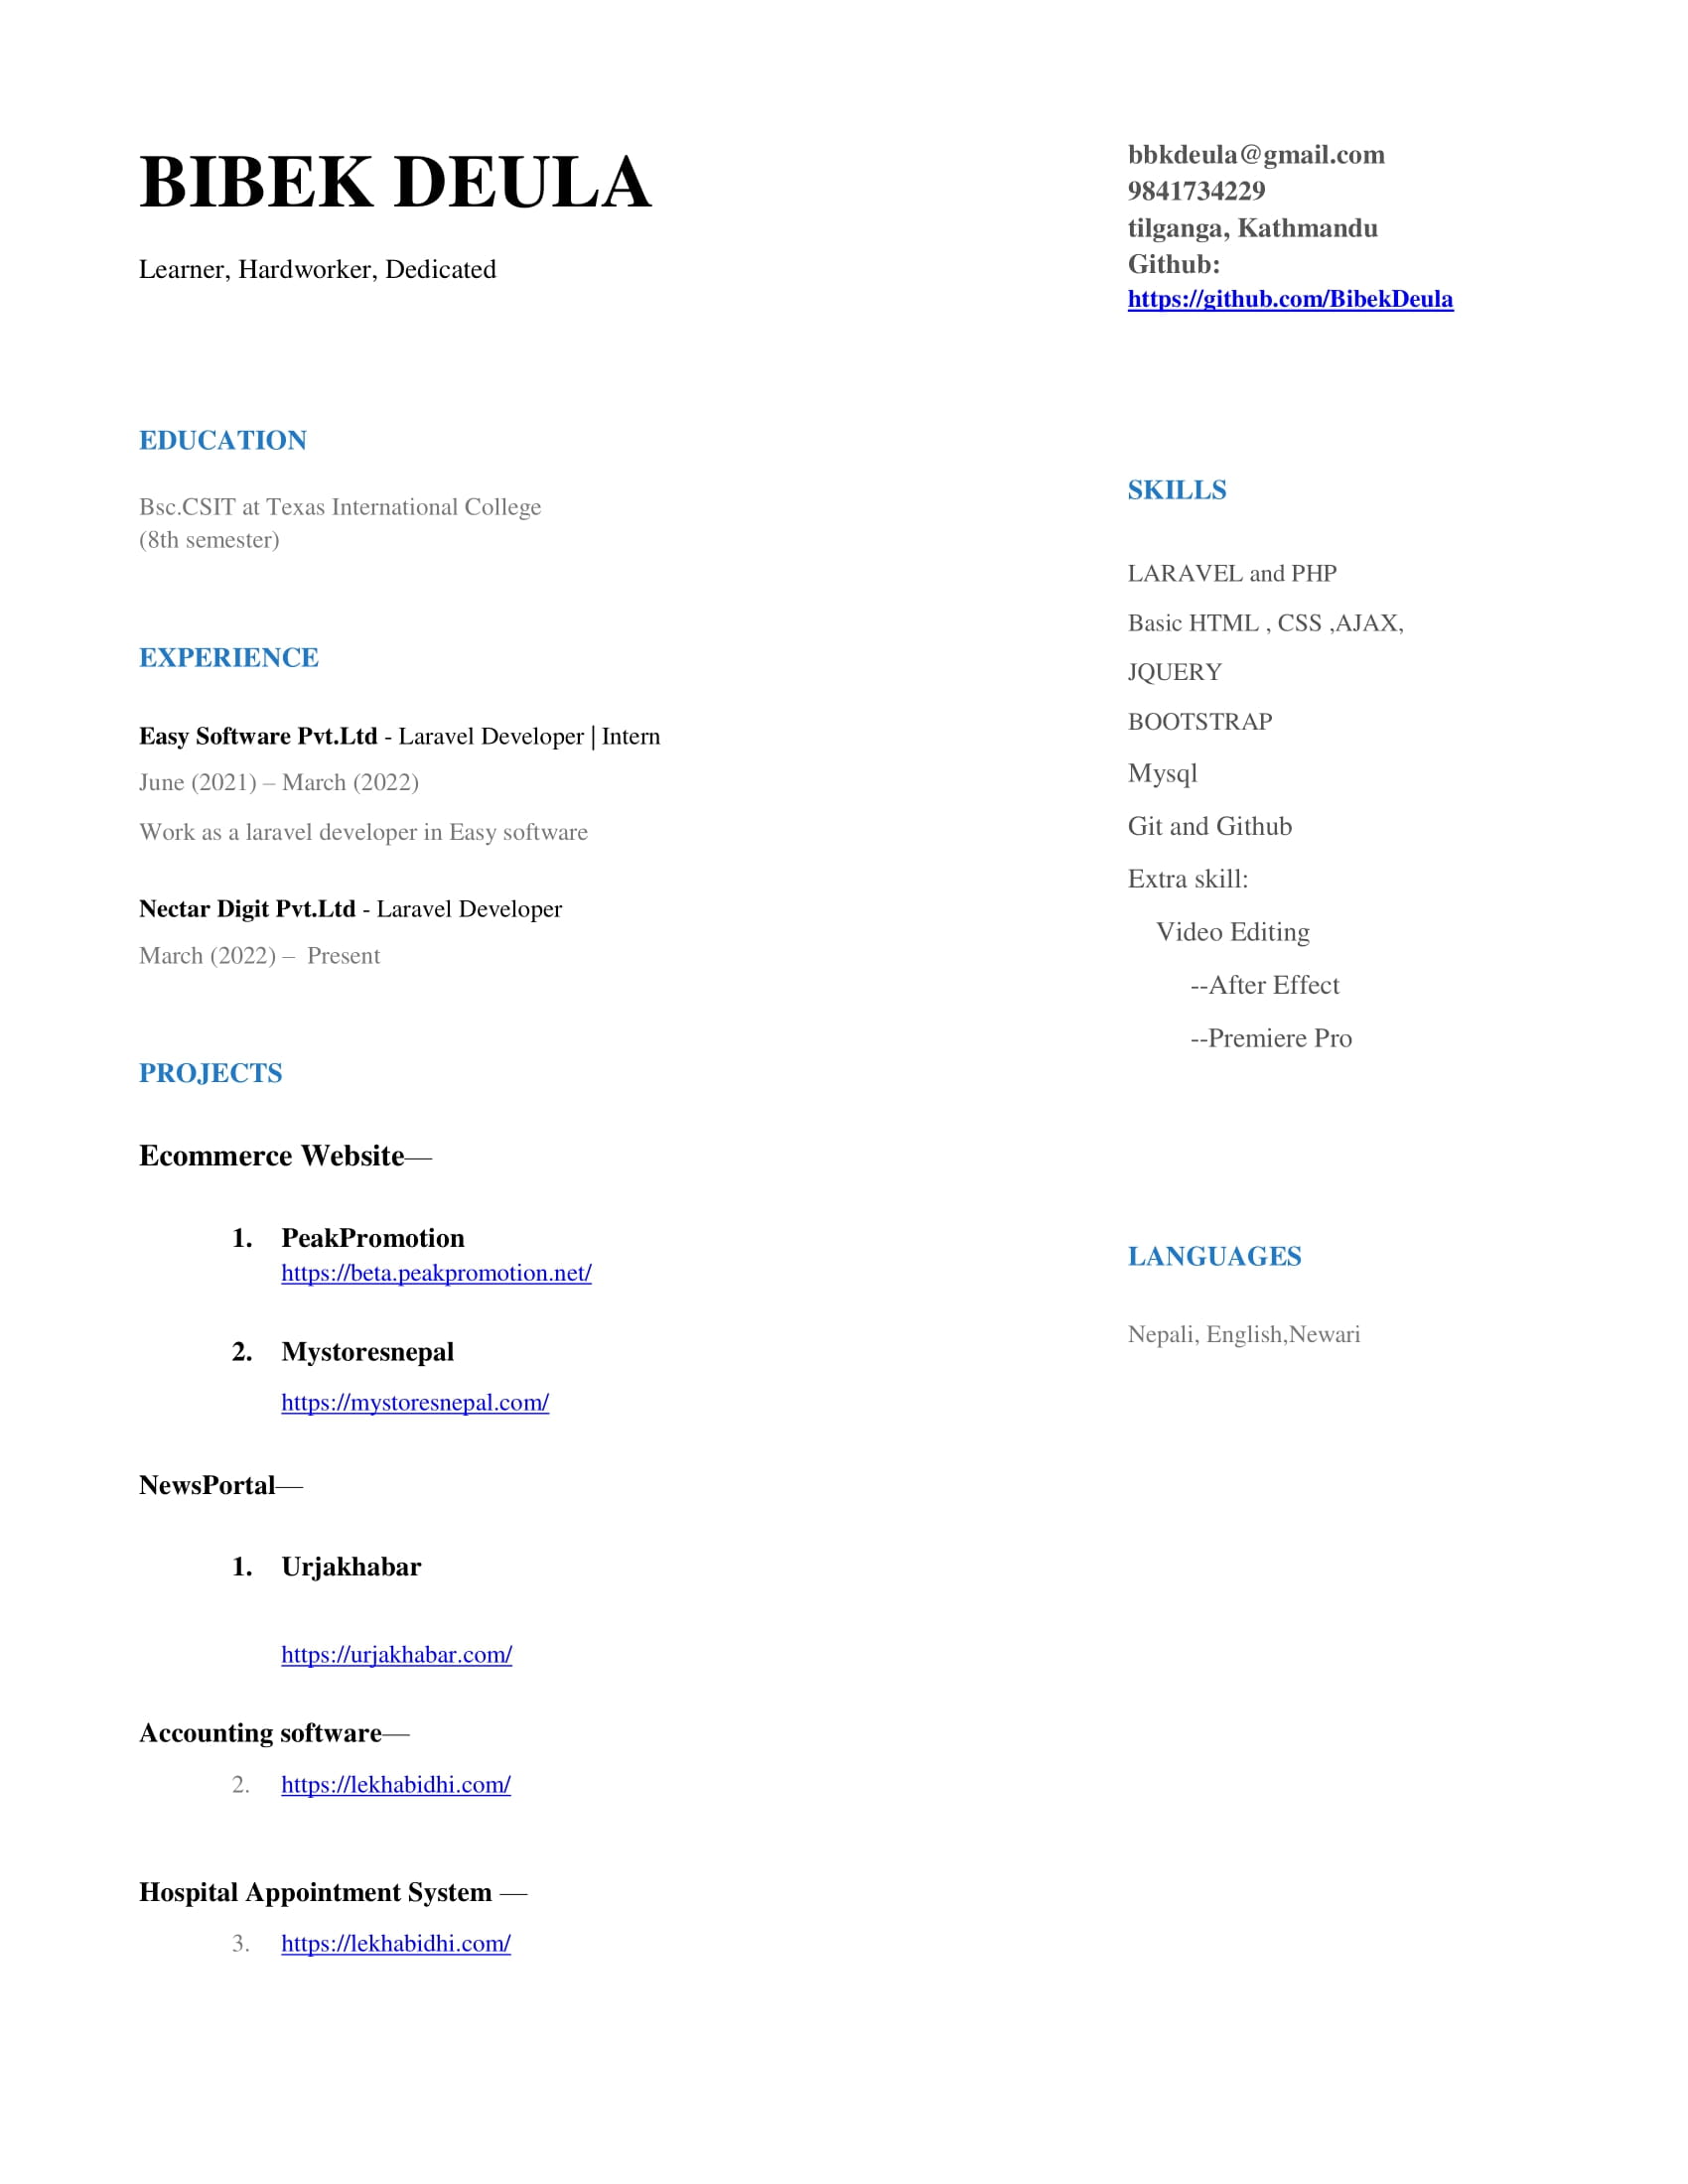 BIBEK DEULA
Learner, Hardworker, Dedicated
bbkdeula@gmail.com
9841734229
tilganga, Kathmandu
Github:
https://github.com/BibekDeula
EDUCATION
Bsc.CSIT at Texas International College
(8th semester)
EXPERIENCE
Easy Software Pvt.Ltd - Laravel Developer | Intern
June (2021) – March (2022)
Work as a laravel developer in Easy software
Nectar Digit Pvt.Ltd - Laravel Developer
March (2022) –  Present
PROJECTS
Ecommerce Website—
1. PeakPromotion
https://beta.peakpromotion.net/
2. Mystoresnepal
https://mystoresnepal.com/
NewsPortal—
1. Urjakhabar
https://urjakhabar.com/
Accounting software—
2. https://lekhabidhi.com/
Hospital Appointment System —
3. https://lekhabidhi.com/
SKILLS
LARAVEL and PHP
Basic HTML , CSS ,AJAX,
JQUERY
BOOTSTRAP
Mysql
Git and Github
Extra skill:
Video Editing
--After Effect
--Premiere Pro
LANGUAGES
Nepali, English,Newari